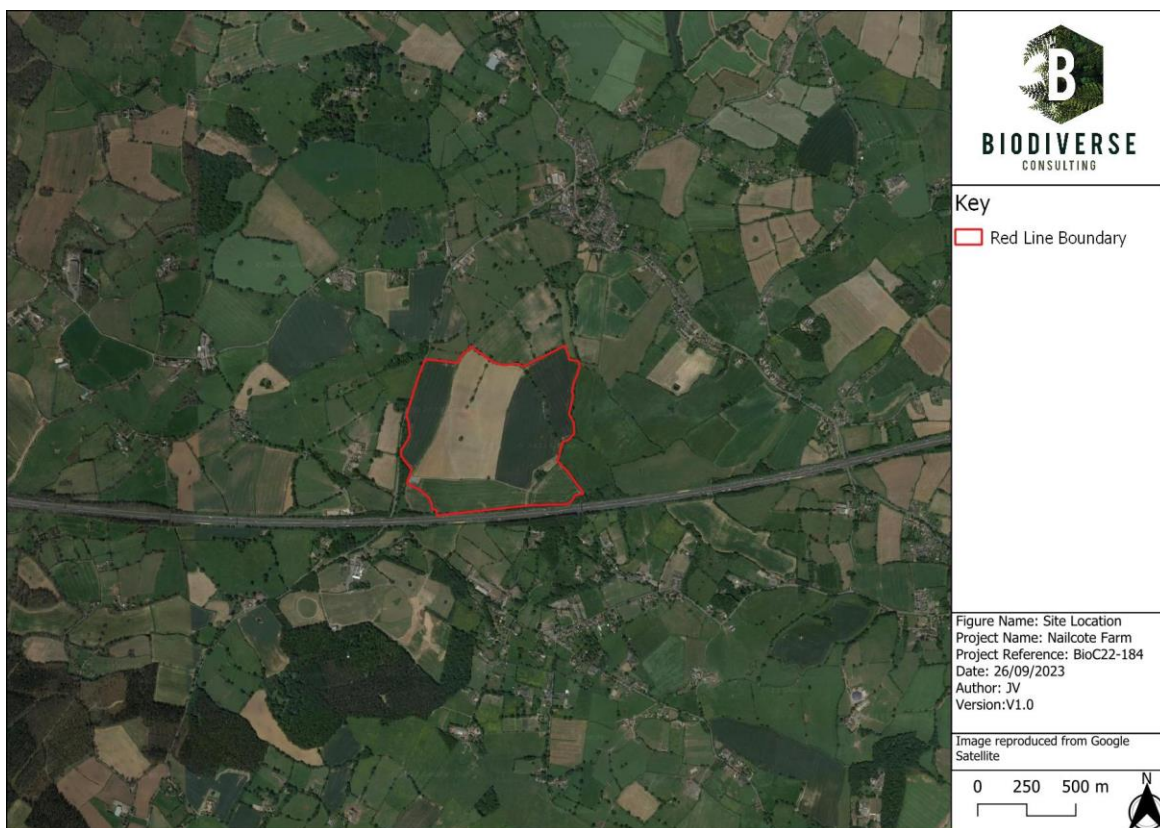 B
BIODIVERSE
CONSULTING
Key
Red Line Boundary
Figure Name: Site Location
Project Name: Nailcote Farm
Project Reference: BioC22-184
Date: 26/09/2023
Author: JV
Version:V1.0
Image reproduced from Google
Satellite
0 250 500 m
N